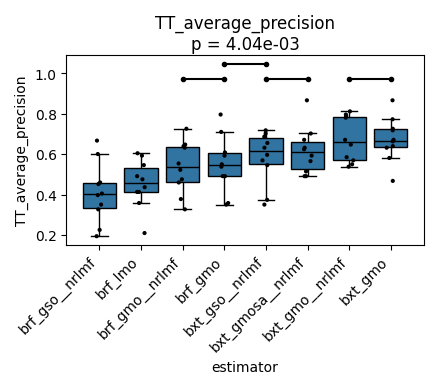 TT_average_precision
p = 4.04e-03
TT_average_precision
1.0
0.8
0.6
0.4
0.2
brf_gso__nrlmf
brf_lmo
brf_gmo__nrlmf
brf_gmo
bxt_gso__nrlmf
bxt_gmosa__nrlmf
bxt_gmo__nrlmf
bxt_gmo
estimator